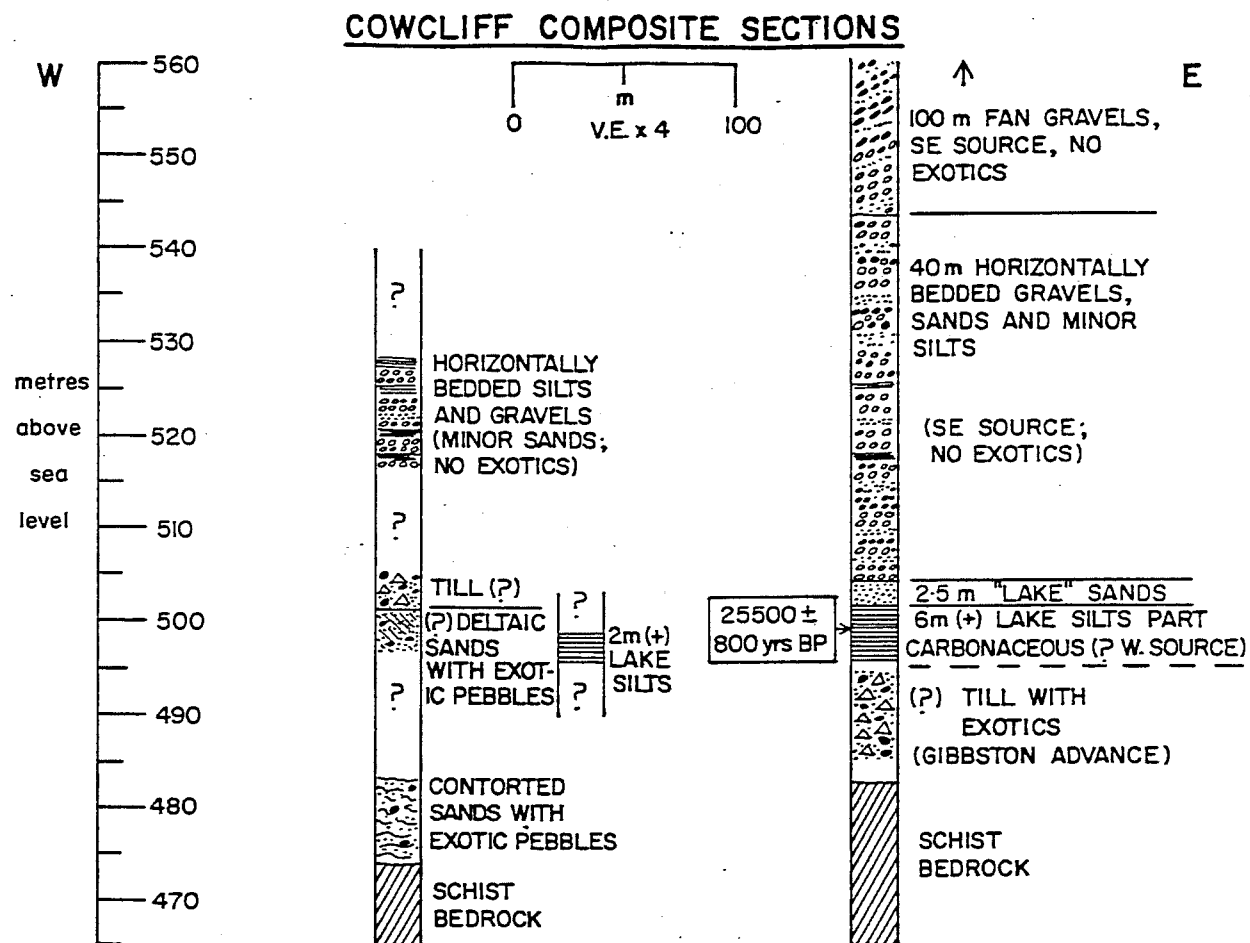 COWCLIFF COMPOSITE SECTIONS
W
E
0
m
100
V.E. x 4
metres
above
sea
level
560
550
540
530
520
510
500
490
480
470
?
HORIZONTALLY
BEDDED SILTS
AND GRAVELS
(MINOR SANDS;
NO EXOTICS)
?
TILL (?)
(?) DELTAIC
SANDS
WITH EXOT-
IC PEBBLES
?
CONTORTED
SANDS WITH
EXOTIC PEBBLES
SCHIST
BEDROCK
?
2m (+)
LAKE
SILTS
?
25500 ±
800 yrs BP
100 m FAN GRAVELS,
SE SOURCE, NO
EXOTICS
40m HORIZONTALLY
BEDDED GRAVELS,
SANDS AND MINOR
SILTS
(SE SOURCE;
NO EXOTICS)
2·5 m "LAKE" SANDS
6m (+) LAKE SILTS PART
CARBONACEOUS (? W. SOURCE)
(?) TILL WITH
EXOTICS
(GIBBSTON ADVANCE)
SCHIST
BEDROCK